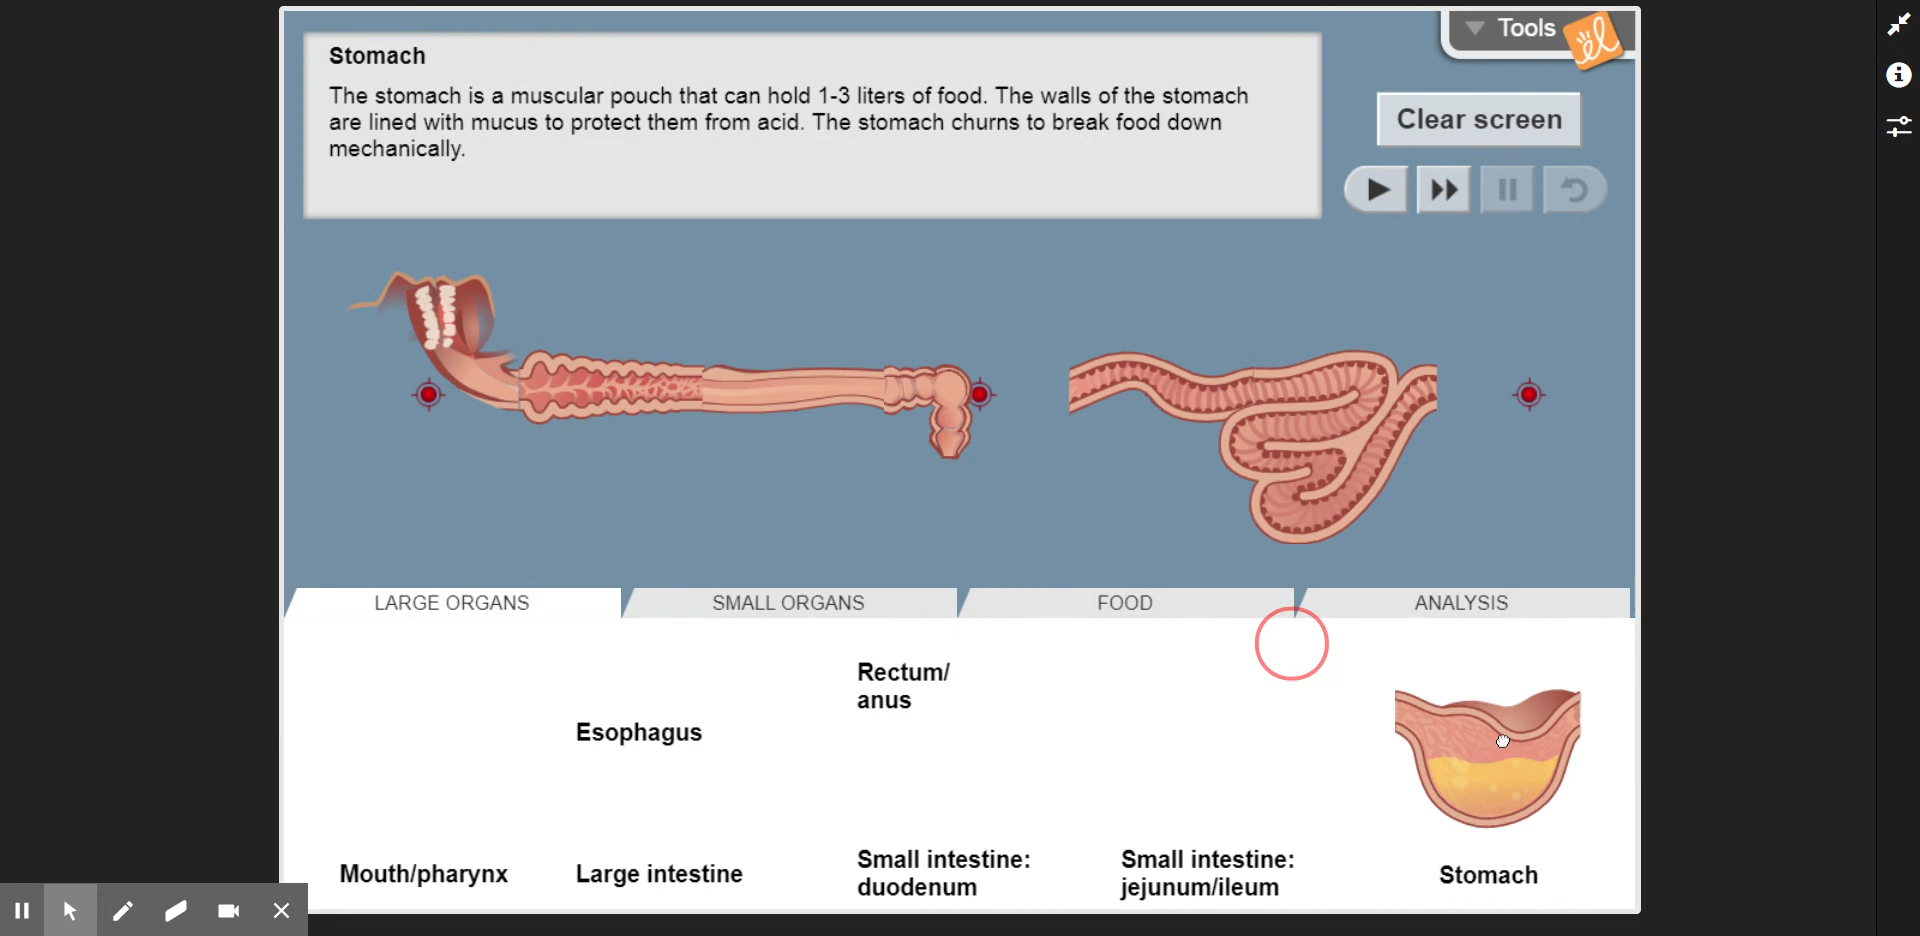 Stomach
The stomach is a muscular pouch that can hold 1-3 liters of food. The walls of the stomach
are lined with mucus to protect them from acid. The stomach churns to break food down
mechanically.
Tools
el
Clear screen
LARGE ORGANS
SMALL ORGANS
FOOD
ANALYSIS
Rectum/
anus
Esophagus
Mouth/pharynx
Large intestine
Small intestine:
duodenum
Small intestine:
jejunum/ileum
Stomach